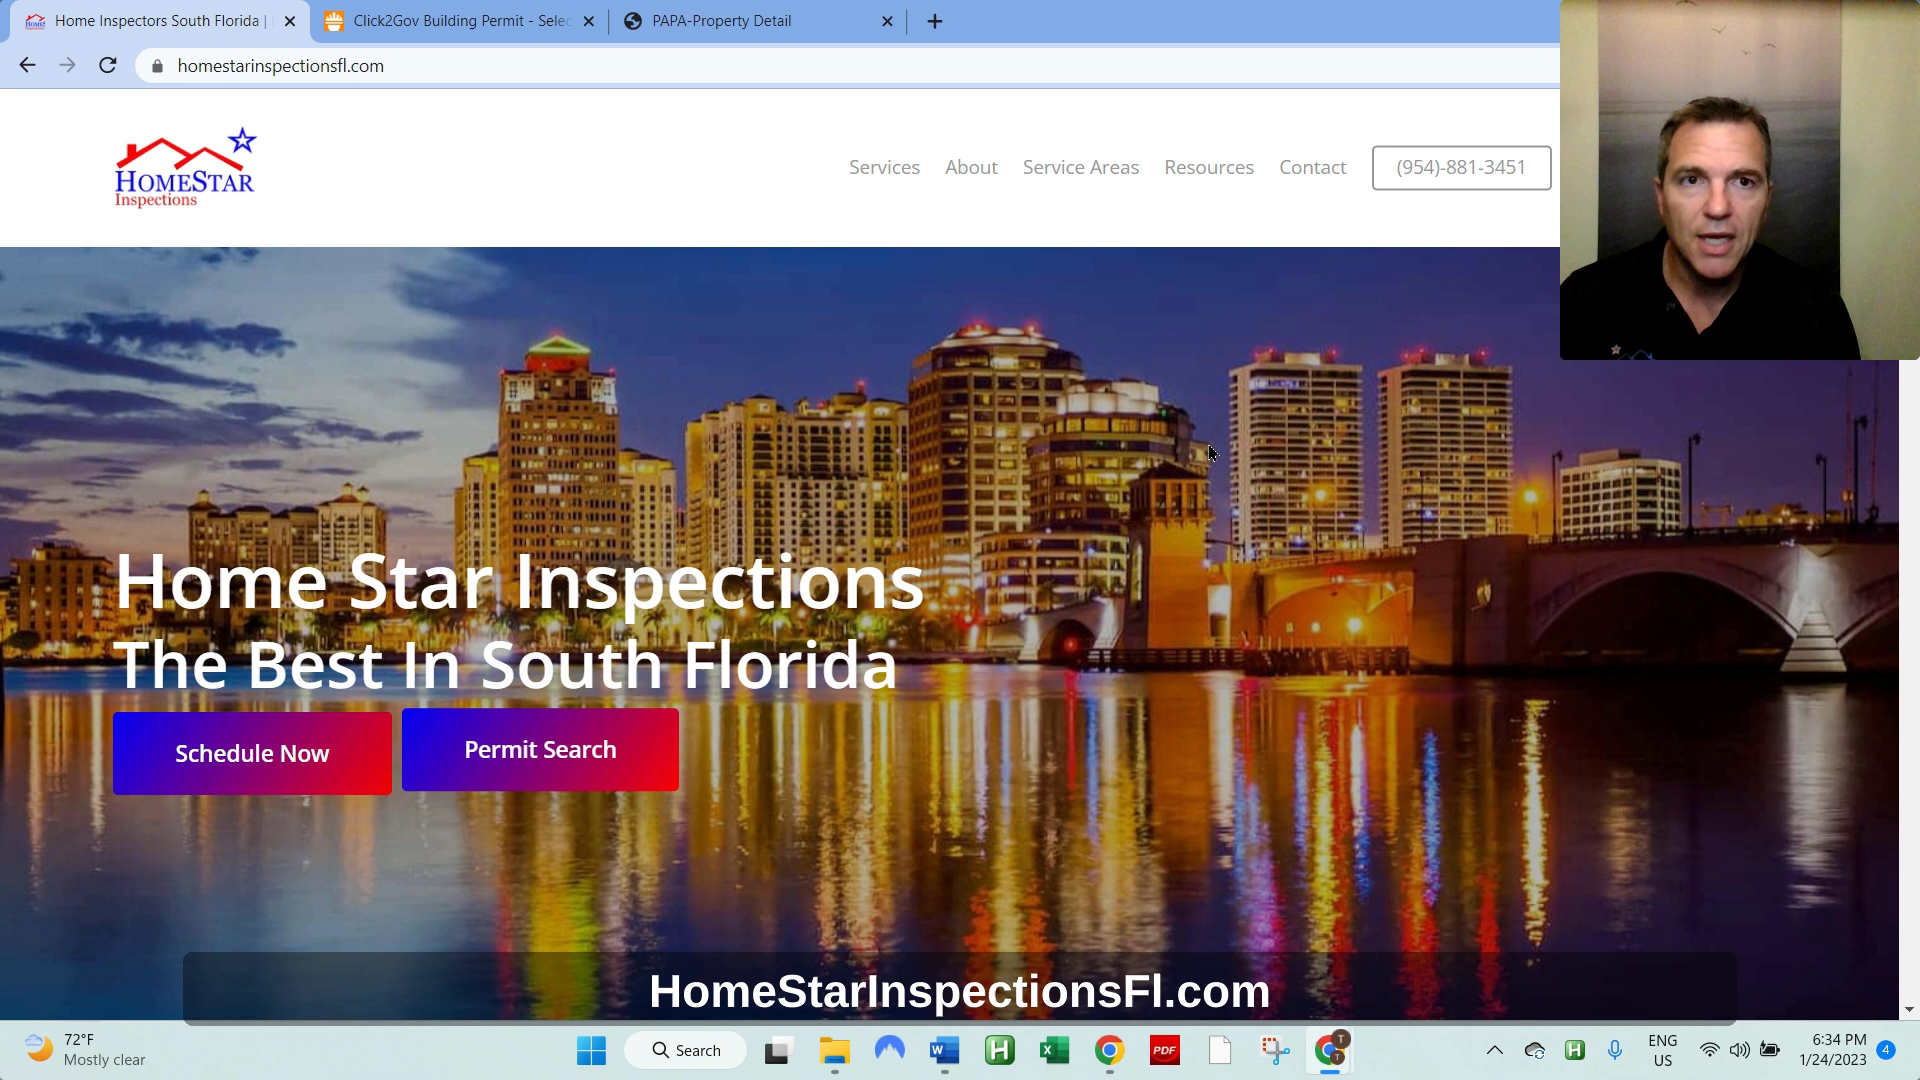 Home Inspectors South Florida |
Click2Gov Building Permit - Selec
PAPA-Property Detail
homestarinspectionsfl.com
HOMESTAR
Inspections
Services
About
Service Areas
Resources
Contact
(954)-881-3451
Home Star Inspections
The Best In South Florida
Schedule Now
Permit Search
HomeStarInspectionsFl.com
72°F
Mostly clear
Search
W
H
X
PDF
T
T
H
ENG
US
6:34 PM
1/24/2023
4